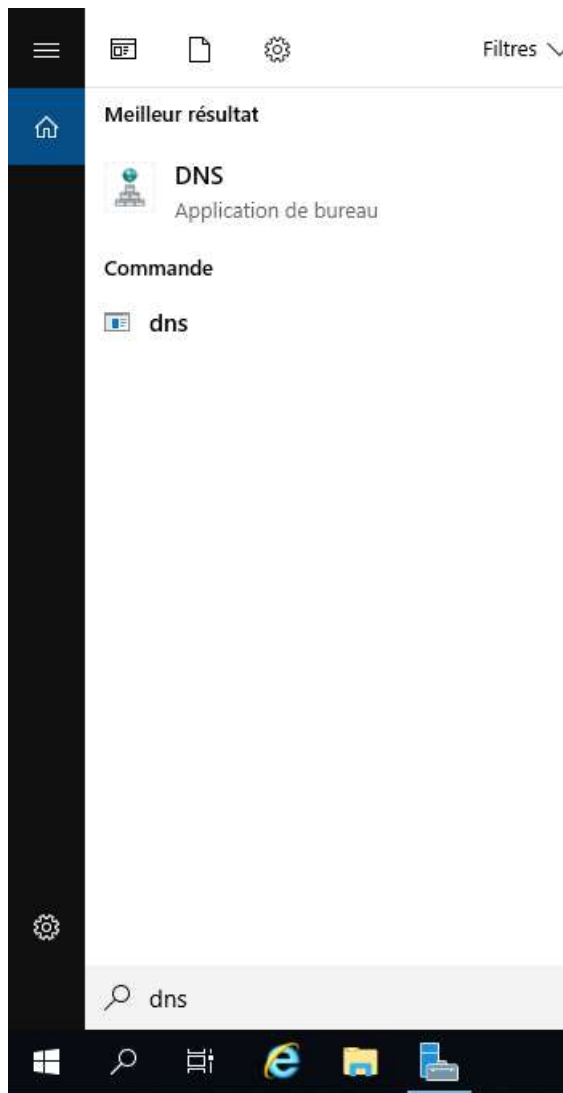 Filtres
Meilleur résultat
DNS
Application de bureau
Commande
dns
dns